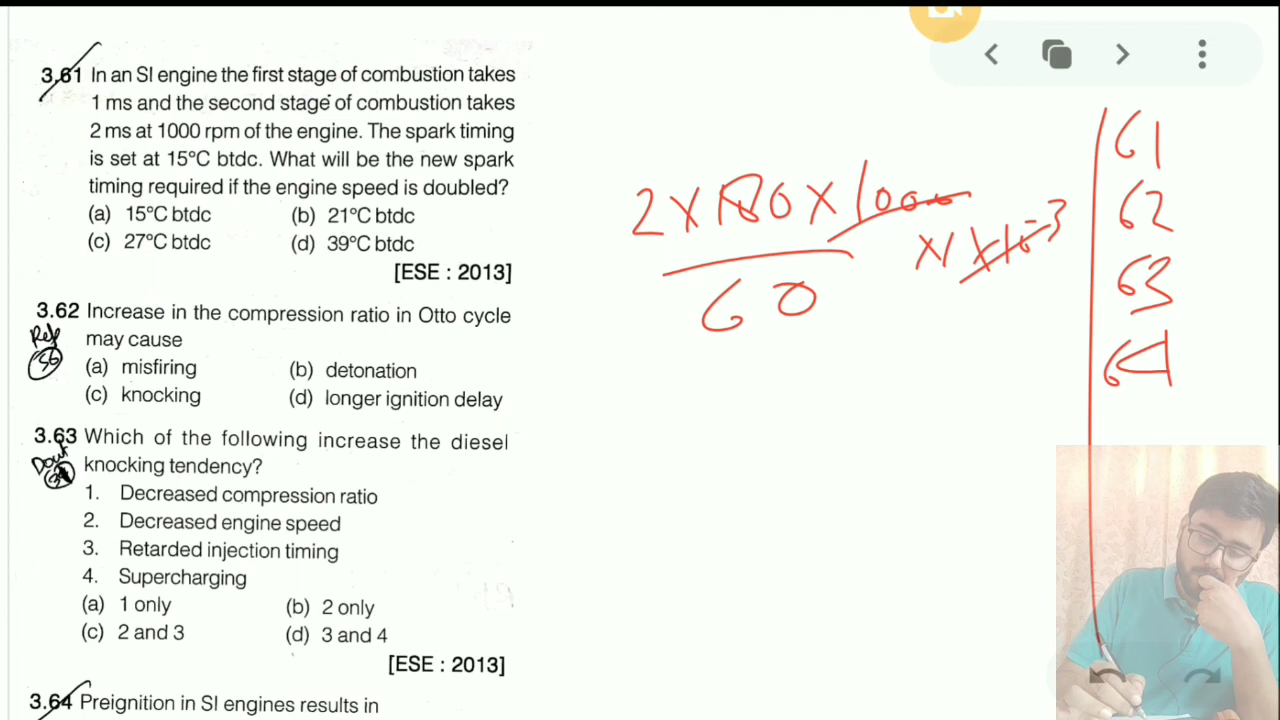 3.61 In an SI engine the first stage of combustion takes
1 ms and the second stage of combustion takes
2 ms at 1000 rpm of the engine. The spark timing
is set at 15°C btdc. What will be the new spark
timing required if the engine speed is doubled?
(a) 15°C btdc (b) 21°C btdc
(c) 27°C btdc (d) 39°C btdc
[ESE : 2013]
3.62 Increase in the compression ratio in Otto cycle
Ref may cause
56 (a) misfiring (b) detonation
(c) knocking (d) longer ignition delay
3.63 Which of the following increase the diesel
knocking tendency?
1. Decreased compression ratio
2. Decreased engine speed
3. Retarded injection timing
4. Supercharging
(a) 1 only (b) 2 only
(c) 2 and 3 (d) 3 and 4
[ESE : 2013]
3.64 Preignition in SI engines results in
2 × 180 × 1000
× 1 × 10-3
60
61
62
63
64